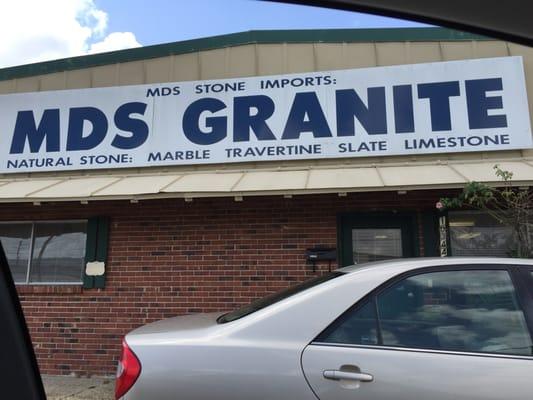 MDS STONE IMPORTS:
MDS GRANITE
NATURAL STONE: MARBLE TRAVERTINE SLATE LIMESTONE